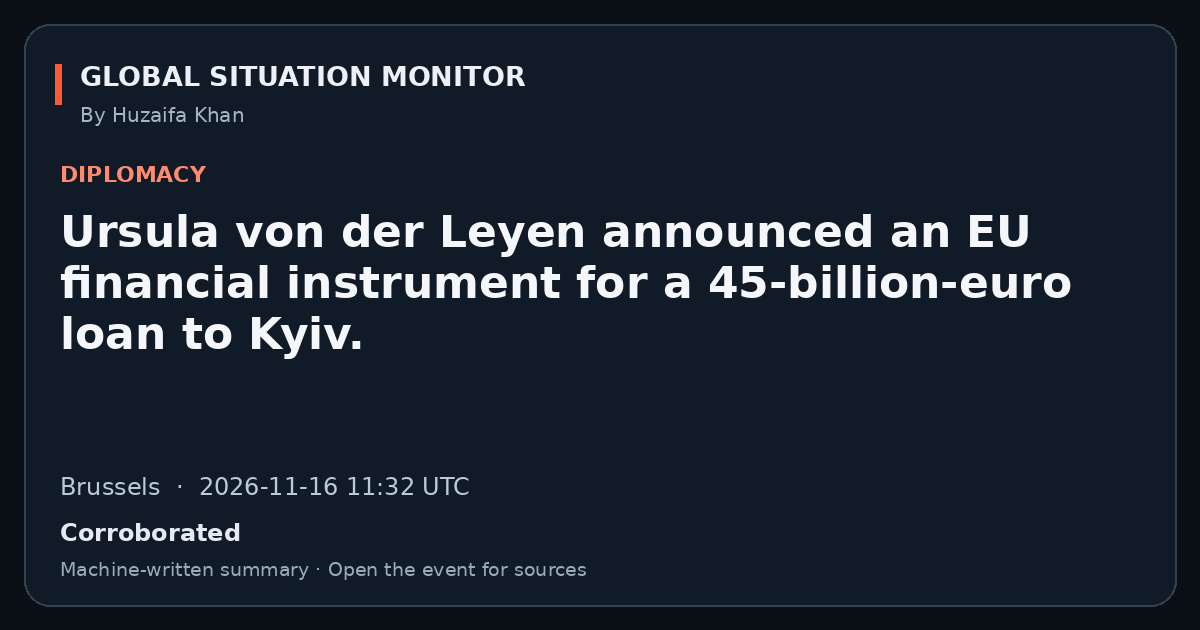 GLOBAL SITUATION MONITOR
By Huzaifa Khan
DIPLOMACY
Ursula von der Leyen announced an EU
financial instrument for a 45-billion-euro
loan to Kyiv.
Brussels · 2026-11-16 11:32 UTC
Corroborated
Machine-written summary · Open the event for sources